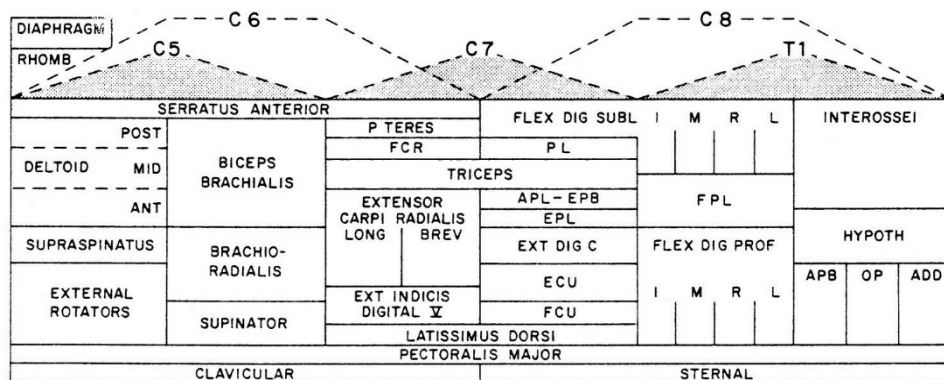 DIAPHRAGM
C6
C8
RHOMB
C5
C7
T1
SERRATUS ANTERIOR
FLEX DIG SUBL I M R L
INTEROSSEI
POST
DELTOID MID
ANT
BICEPS
BRACHIALIS
P TERES
FCR
PL
TRICEPS
EXTENSOR
CARPI RADIALIS
LONG BREV
APL-EPB
EPL
FPL
SUPRASPINATUS
BRACHIO-
RADIALIS
EXT DIG C
FLEX DIG PROF
I M R L
HYPOTH
EXTERNAL
ROTATORS
SUPINATOR
EXT INDICIS
DIGITAL V
ECU
FCU
APB OP ADD
LATISSIMUS DORSI
PECTORALIS MAJOR
CLAVICULAR STERNAL